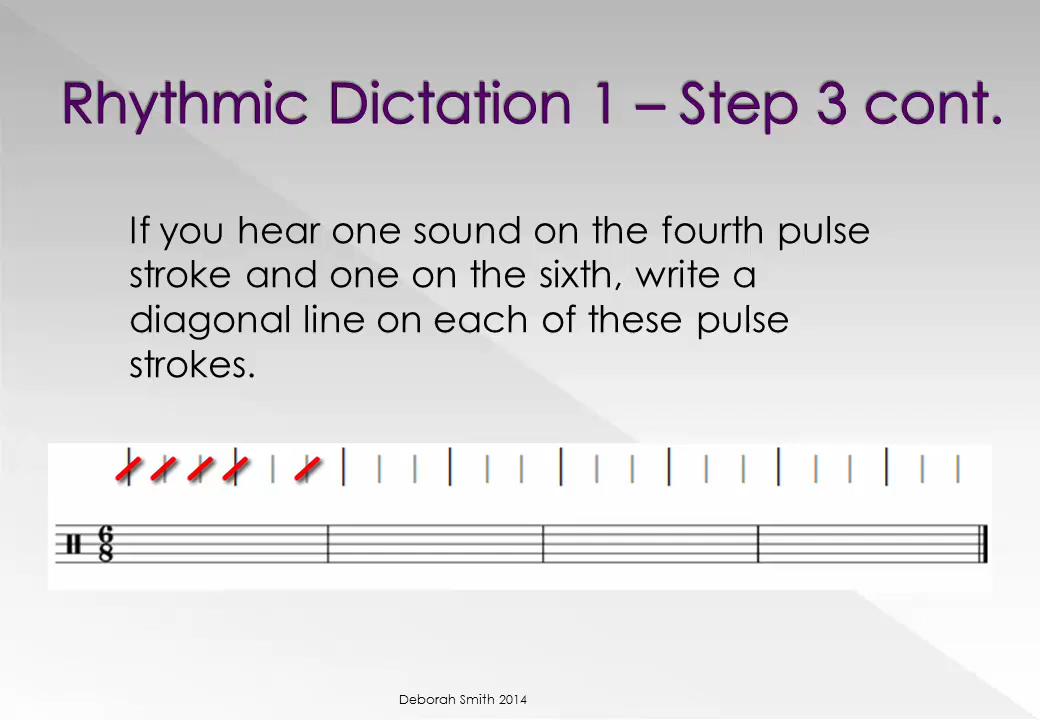 Rhythmic Dictation 1 – Step 3 cont.
If you hear one sound on the fourth pulse
stroke and one on the sixth, write a
diagonal line on each of these pulse
strokes.
6
8
Deborah Smith 2014